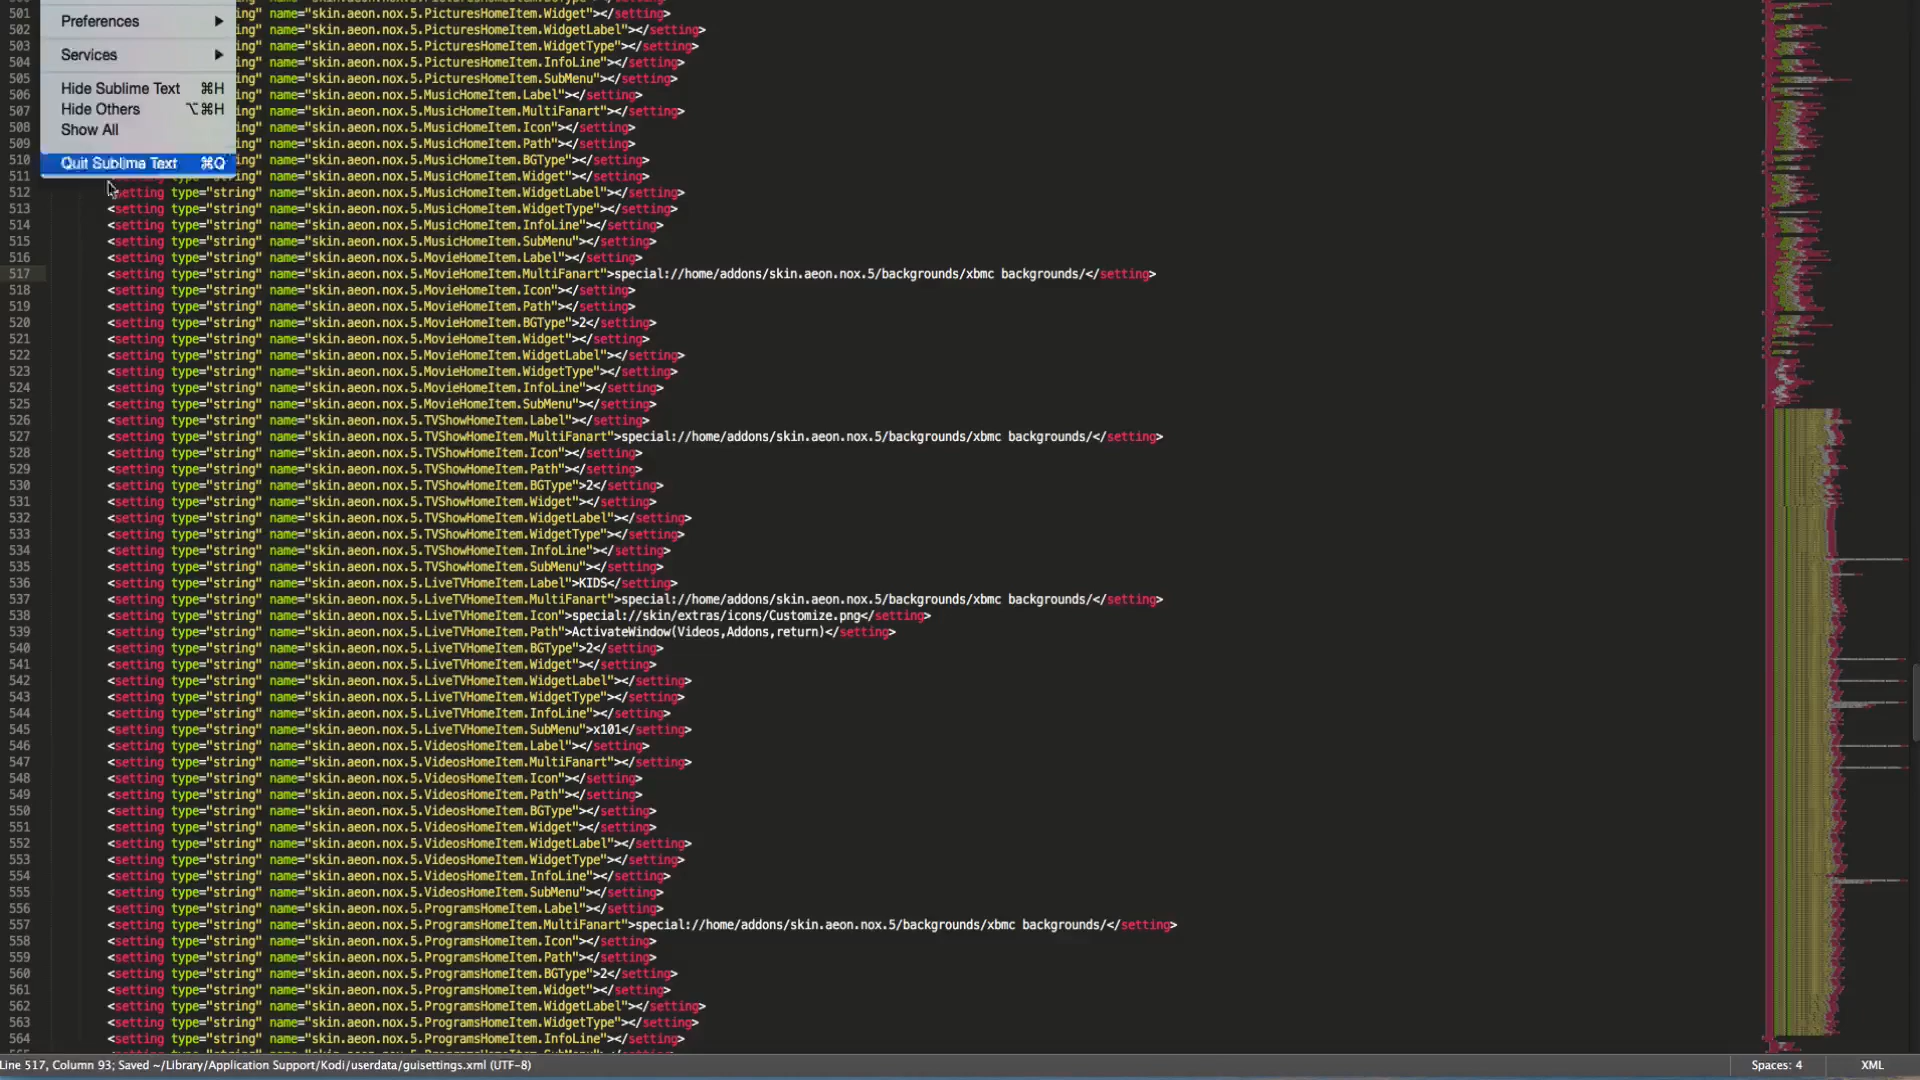 Preferences
Services
Hide Sublime Text ⌘H
Hide Others ⌥⌘H
Show All
Quit Sublime Text ⌘Q
501 ing" name="skin.aeon.nox.5.PicturesHomeItem.Widget"></setting>
502 ing" name="skin.aeon.nox.5.PicturesHomeItem.WidgetLabel"></setting>
503 ing" name="skin.aeon.nox.5.PicturesHomeItem.WidgetType"></setting>
504 ing" name="skin.aeon.nox.5.PicturesHomeItem.InfoLine"></setting>
505 ing" name="skin.aeon.nox.5.PicturesHomeItem.SubMenu"></setting>
506 ing" name="skin.aeon.nox.5.MusicHomeItem.Label"></setting>
507 ing" name="skin.aeon.nox.5.MusicHomeItem.MultiFanart"></setting>
508 ing" name="skin.aeon.nox.5.MusicHomeItem.Icon"></setting>
509 ing" name="skin.aeon.nox.5.MusicHomeItem.Path"></setting>
510 ing" name="skin.aeon.nox.5.MusicHomeItem.BGType"></setting>
511 ing" name="skin.aeon.nox.5.MusicHomeItem.Widget"></setting>
512 <setting type="string" name="skin.aeon.nox.5.MusicHomeItem.WidgetLabel"></setting>
513 <setting type="string" name="skin.aeon.nox.5.MusicHomeItem.WidgetType"></setting>
514 <setting type="string" name="skin.aeon.nox.5.MusicHomeItem.InfoLine"></setting>
515 <setting type="string" name="skin.aeon.nox.5.MusicHomeItem.SubMenu"></setting>
516 <setting type="string" name="skin.aeon.nox.5.MovieHomeItem.Label"></setting>
517 <setting type="string" name="skin.aeon.nox.5.MovieHomeItem.MultiFanart">special://home/addons/skin.aeon.nox.5/backgrounds/xbmc backgrounds/</setting>
518 <setting type="string" name="skin.aeon.nox.5.MovieHomeItem.Icon"></setting>
519 <setting type="string" name="skin.aeon.nox.5.MovieHomeItem.Path"></setting>
520 <setting type="string" name="skin.aeon.nox.5.MovieHomeItem.BGType">2</setting>
521 <setting type="string" name="skin.aeon.nox.5.MovieHomeItem.Widget"></setting>
522 <setting type="string" name="skin.aeon.nox.5.MovieHomeItem.WidgetLabel"></setting>
523 <setting type="string" name="skin.aeon.nox.5.MovieHomeItem.WidgetType"></setting>
524 <setting type="string" name="skin.aeon.nox.5.MovieHomeItem.InfoLine"></setting>
525 <setting type="string" name="skin.aeon.nox.5.MovieHomeItem.SubMenu"></setting>
526 <setting type="string" name="skin.aeon.nox.5.TVShowHomeItem.Label"></setting>
527 <setting type="string" name="skin.aeon.nox.5.TVShowHomeItem.MultiFanart">special://home/addons/skin.aeon.nox.5/backgrounds/xbmc backgrounds/</setting>
528 <setting type="string" name="skin.aeon.nox.5.TVShowHomeItem.Icon"></setting>
529 <setting type="string" name="skin.aeon.nox.5.TVShowHomeItem.Path"></setting>
530 <setting type="string" name="skin.aeon.nox.5.TVShowHomeItem.BGType">2</setting>
531 <setting type="string" name="skin.aeon.nox.5.TVShowHomeItem.Widget"></setting>
532 <setting type="string" name="skin.aeon.nox.5.TVShowHomeItem.WidgetLabel"></setting>
533 <setting type="string" name="skin.aeon.nox.5.TVShowHomeItem.WidgetType"></setting>
534 <setting type="string" name="skin.aeon.nox.5.TVShowHomeItem.InfoLine"></setting>
535 <setting type="string" name="skin.aeon.nox.5.TVShowHomeItem.SubMenu"></setting>
536 <setting type="string" name="skin.aeon.nox.5.LiveTVHomeItem.Label">KIDS</setting>
537 <setting type="string" name="skin.aeon.nox.5.LiveTVHomeItem.MultiFanart">special://home/addons/skin.aeon.nox.5/backgrounds/xbmc backgrounds/</setting>
538 <setting type="string" name="skin.aeon.nox.5.LiveTVHomeItem.Icon">special://skin/extras/icons/Customize.png</setting>
539 <setting type="string" name="skin.aeon.nox.5.LiveTVHomeItem.Path">ActivateWindow(Videos,Addons,return)</setting>
540 <setting type="string" name="skin.aeon.nox.5.LiveTVHomeItem.BGType">2</setting>
541 <setting type="string" name="skin.aeon.nox.5.LiveTVHomeItem.Widget"></setting>
542 <setting type="string" name="skin.aeon.nox.5.LiveTVHomeItem.WidgetLabel"></setting>
543 <setting type="string" name="skin.aeon.nox.5.LiveTVHomeItem.WidgetType"></setting>
544 <setting type="string" name="skin.aeon.nox.5.LiveTVHomeItem.InfoLine"></setting>
545 <setting type="string" name="skin.aeon.nox.5.LiveTVHomeItem.SubMenu">x101</setting>
546 <setting type="string" name="skin.aeon.nox.5.VideosHomeItem.Label"></setting>
547 <setting type="string" name="skin.aeon.nox.5.VideosHomeItem.MultiFanart"></setting>
548 <setting type="string" name="skin.aeon.nox.5.VideosHomeItem.Icon"></setting>
549 <setting type="string" name="skin.aeon.nox.5.VideosHomeItem.Path"></setting>
550 <setting type="string" name="skin.aeon.nox.5.VideosHomeItem.BGType"></setting>
551 <setting type="string" name="skin.aeon.nox.5.VideosHomeItem.Widget"></setting>
552 <setting type="string" name="skin.aeon.nox.5.VideosHomeItem.WidgetLabel"></setting>
553 <setting type="string" name="skin.aeon.nox.5.VideosHomeItem.WidgetType"></setting>
554 <setting type="string" name="skin.aeon.nox.5.VideosHomeItem.InfoLine"></setting>
555 <setting type="string" name="skin.aeon.nox.5.VideosHomeItem.SubMenu"></setting>
556 <setting type="string" name="skin.aeon.nox.5.ProgramsHomeItem.Label"></setting>
557 <setting type="string" name="skin.aeon.nox.5.ProgramsHomeItem.MultiFanart">special://home/addons/skin.aeon.nox.5/backgrounds/xbmc backgrounds/</setting>
558 <setting type="string" name="skin.aeon.nox.5.ProgramsHomeItem.Icon"></setting>
559 <setting type="string" name="skin.aeon.nox.5.ProgramsHomeItem.Path"></setting>
560 <setting type="string" name="skin.aeon.nox.5.ProgramsHomeItem.BGType">2</setting>
561 <setting type="string" name="skin.aeon.nox.5.ProgramsHomeItem.Widget"></setting>
562 <setting type="string" name="skin.aeon.nox.5.ProgramsHomeItem.WidgetLabel"></setting>
563 <setting type="string" name="skin.aeon.nox.5.ProgramsHomeItem.WidgetType"></setting>
564 <setting type="string" name="skin.aeon.nox.5.ProgramsHomeItem.InfoLine"></setting>
Line 517, Column 93; Saved ~/Library/Application Support/Kodi/userdata/guisettings.xml (UTF-8)
Spaces: 4 XML